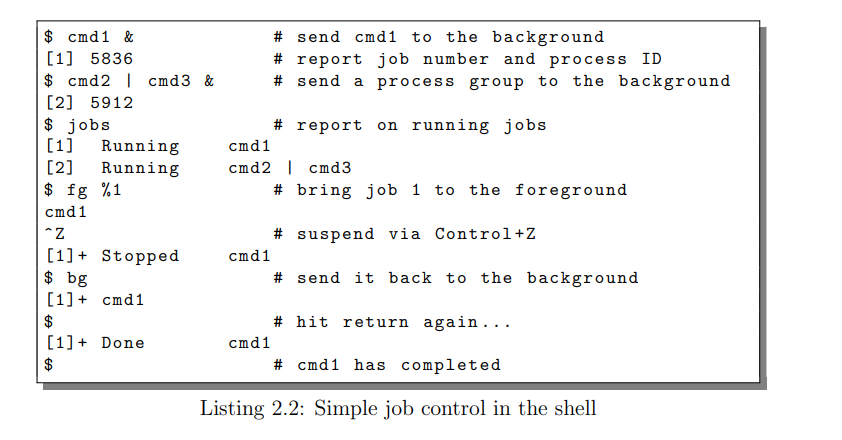 $ cmd1 &             # send cmd1 to the background
[1] 5836             # report job number and process ID
$ cmd2 | cmd3 &      # send a process group to the background
[2] 5912
$ jobs               # report on running jobs
[1]  Running     cmd1
[2]  Running     cmd2 | cmd3
$ fg %1              # bring job 1 to the foreground
cmd1
^Z                   # suspend via Control+Z
[1]+ Stopped     cmd1
$ bg                 # send it back to the background
[1]+ cmd1
$                    # hit return again...
[1]+ Done        cmd1
$                    # cmd1 has completed
Listing 2.2: Simple job control in the shell